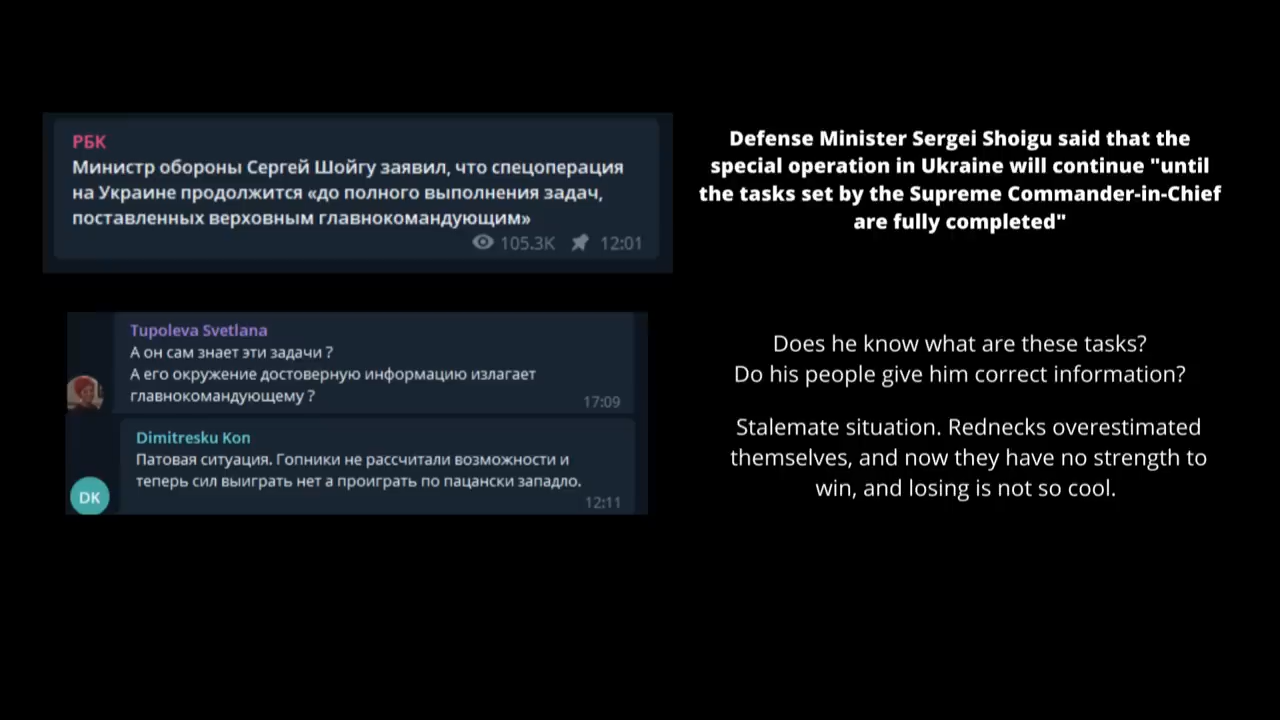 РБК
Министр обороны Сергей Шойгу заявил, что спецоперация
на Украине продолжится «до полного выполнения задач,
поставленных верховным главнокомандующим»
105.3K 12:01
Defense Minister Sergei Shoigu said that the
special operation in Ukraine will continue "until
the tasks set by the Supreme Commander-in-Chief
are fully completed"
Tupoleva Svetlana
А он сам знает эти задачи ?
А его окружение достоверную информацию излагает
главнокомандующему ?
17:09
Dimitresku Kon
Патовая ситуация. Гопники не рассчитали возможности и
теперь сил выиграть нет а проиграть по пацански западло.
DK
12:11
Does he know what are these tasks?
Do his people give him correct information?
Stalemate situation. Rednecks overestimated
themselves, and now they have no strength to
win, and losing is not so cool.